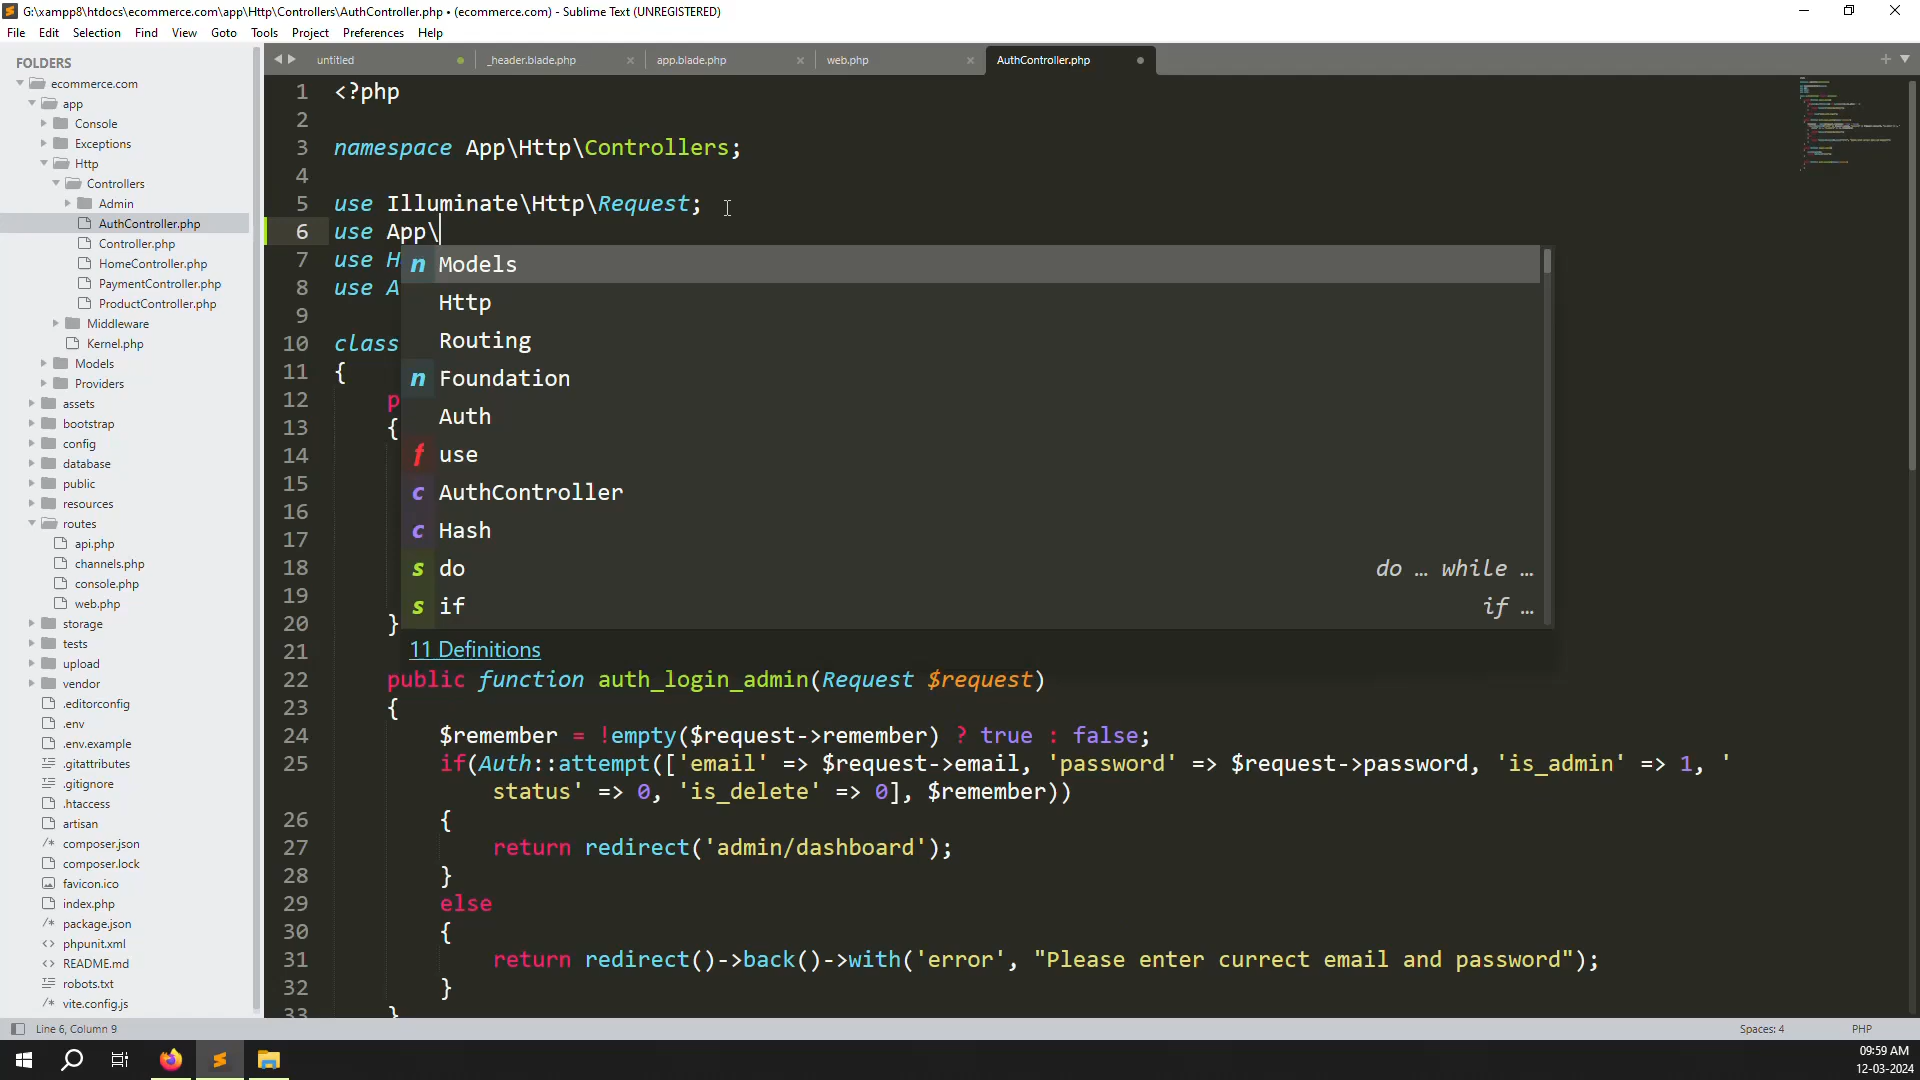 G:\xampp8\htdocs\ecommerce.com\app\Http\Controllers\AuthController.php • (ecommerce.com) - Sublime Text (UNREGISTERED)
File Edit Selection Find View Goto Tools Project Preferences Help
FOLDERS
ecommerce.com
app
Console
Exceptions
Http
Controllers
Admin
AuthController.php
Controller.php
HomeController.php
PaymentController.php
ProductController.php
Middleware
Kernel.php
Models
Providers
assets
bootstrap
config
database
public
resources
routes
api.php
channels.php
console.php
web.php
storage
tests
upload
vendor
.editorconfig
.env
.env.example
.gitattributes
.gitignore
.htaccess
artisan
composer.json
composer.lock
favicon.ico
index.php
package.json
phpunit.xml
README.md
robots.txt
vite.config.js
untitled _header.blade.php app.blade.php web.php AuthController.php
1 <?php
2
3 namespace App\Http\Controllers;
4
5 use Illuminate\Http\Request;
6 use App\
7 use H
8 use A
9
10 class
11 {
12 p
13 {
14
15
16
17
18
19
20 }
21
Models
Http
Routing
Foundation
Auth
use
AuthController
Hash
do do … while …
if if …
11 Definitions
22 public function auth_login_admin(Request $request)
23 {
24 $remember = !empty($request->remember) ? true : false;
25 if(Auth::attempt(['email' => $request->email, 'password' => $request->password, 'is_admin' => 1, '
status' => 0, 'is_delete' => 0], $remember))
26 {
27 return redirect('admin/dashboard');
28 }
29 else
30 {
31 return redirect()->back()->with('error', "Please enter currect email and password");
32 }
33 }
Line 6, Column 9
Spaces: 4
PHP
09:59 AM
12-03-2024